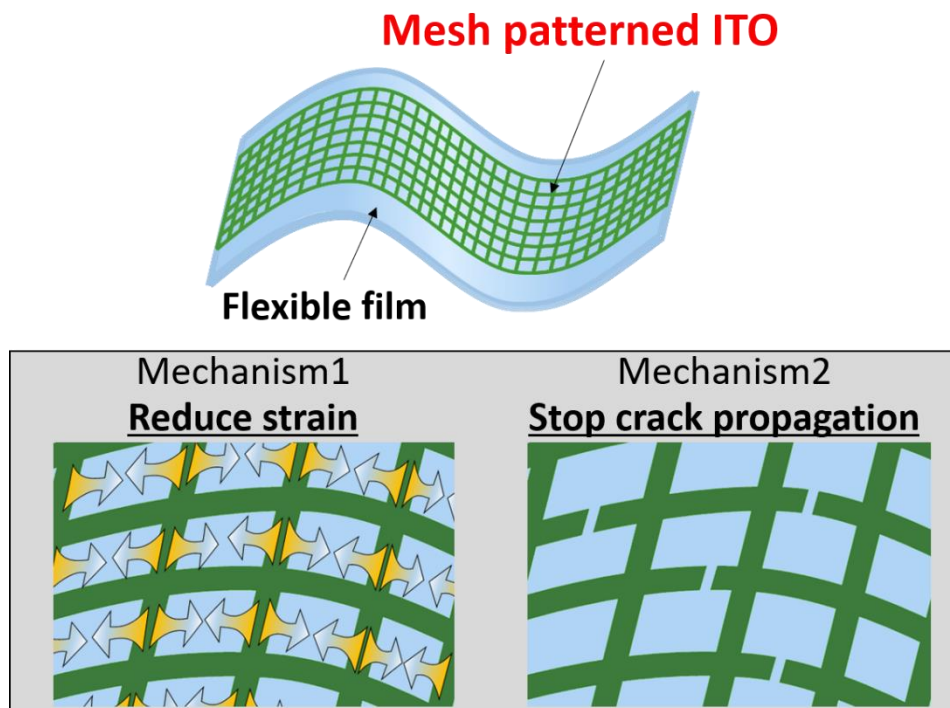 Mesh patterned ITO
Flexible film
Mechanism1
Reduce strain
Mechanism2
Stop crack propagation